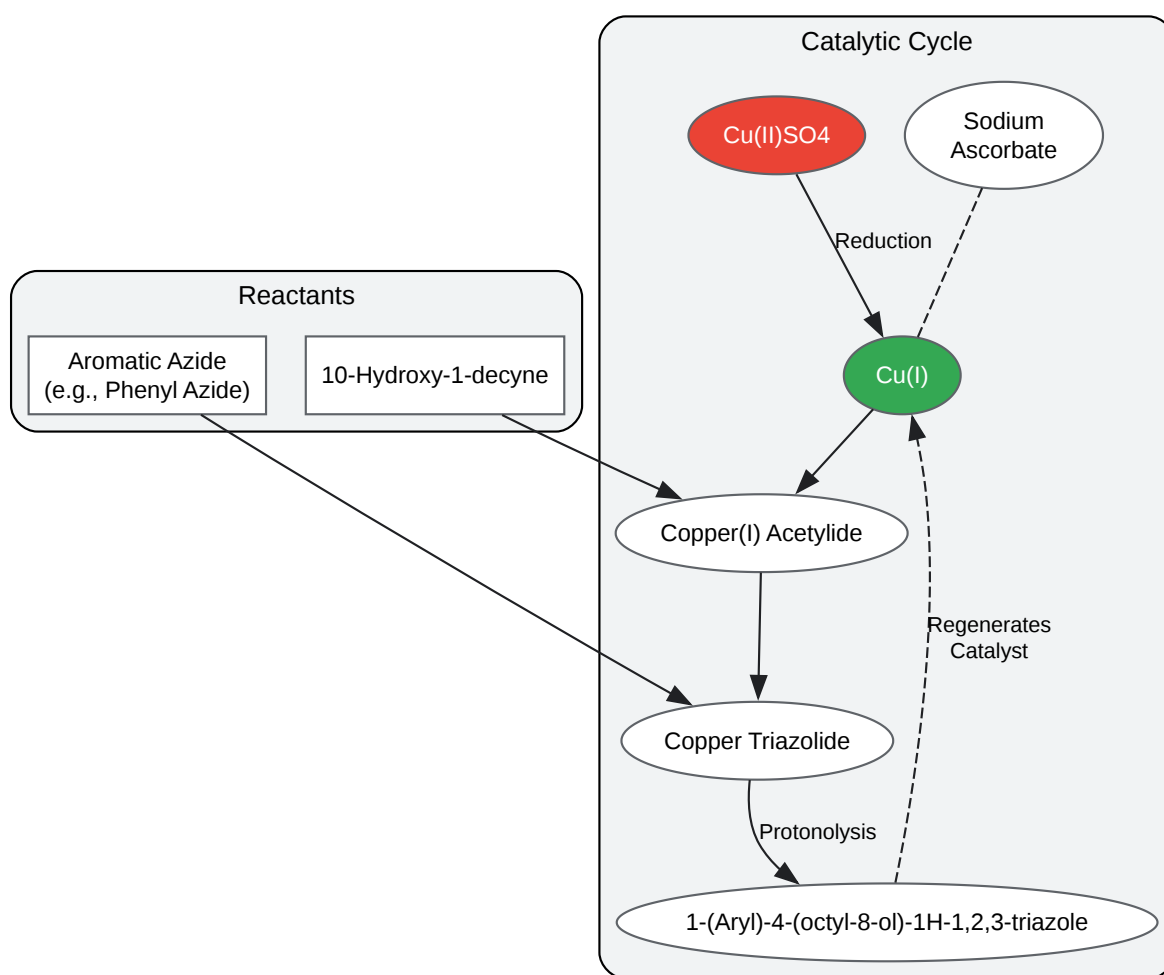 Catalytic Cycle
Cu(II)SO4
Sodium
Ascorbate
Reduction
Reactants
Aromatic Azide
(e.g., Phenyl Azide)
10-Hydroxy-1-decyne
Cu(I)
Copper(I) Acetylide
Regenerates
Catalyst
Copper Triazolide
Protonolysis
1-(Aryl)-4-(octyl-8-ol)-1H-1,2,3-triazole